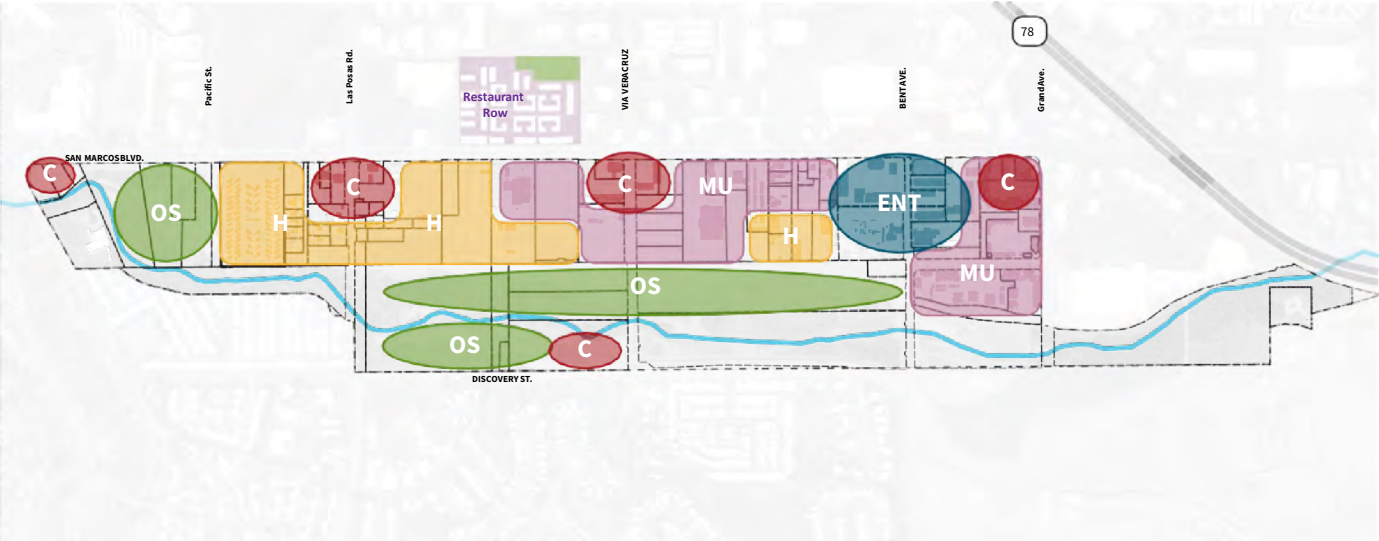 78
Pacific St.
Las Posas Rd.
VIA VERACRUZ
BENT AVE.
Grand Ave.
Restaurant
Row
SAN MARCOS BLVD.
C
OS
H
C
H
C
MU
H
ENT
C
MU
OS
OS
C
DISCOVERY ST.